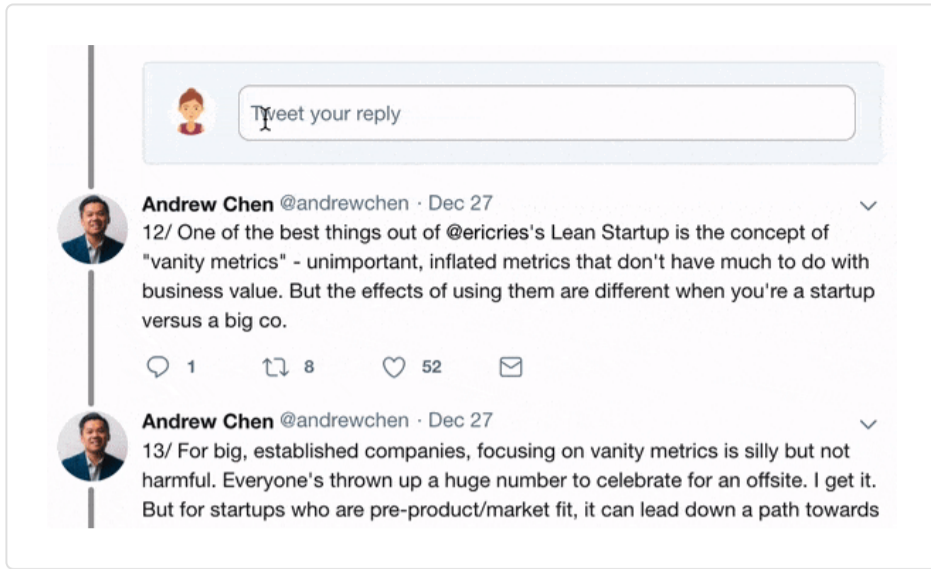 Tweet your reply
Andrew Chen @andrewchen · Dec 27
12/ One of the best things out of @ericries's Lean Startup is the concept of
"vanity metrics" - unimportant, inflated metrics that don't have much to do with
business value. But the effects of using them are different when you're a startup
versus a big co.
1 8 52
Andrew Chen @andrewchen · Dec 27
13/ For big, established companies, focusing on vanity metrics is silly but not
harmful. Everyone's thrown up a huge number to celebrate for an offsite. I get it.
But for startups who are pre-product/market fit, it can lead down a path towards